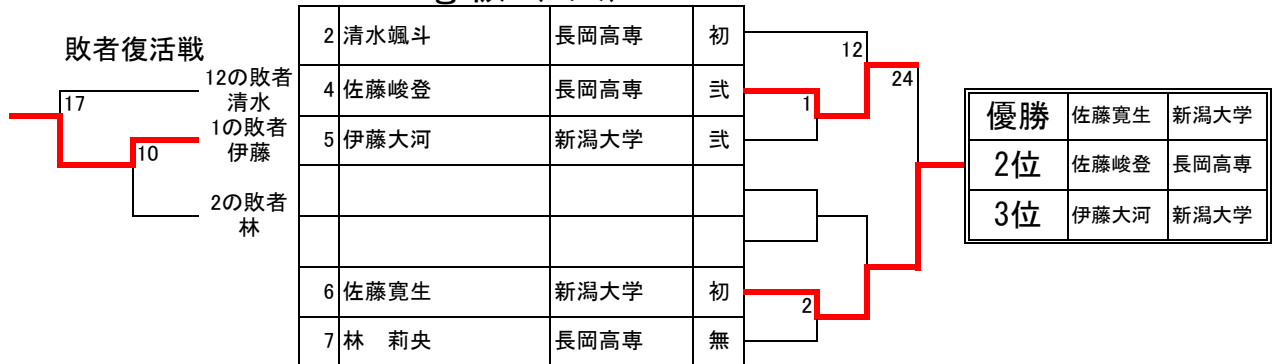 敗者復活戦
12の敗者
清水
1の敗者
伊藤
2の敗者
林
17
10
2 清水颯斗 長岡高専 初
4 佐藤峻登 長岡高専 弐
5 伊藤大河 新潟大学 弐
6 佐藤寛生 新潟大学 初
7 林 莉央 長岡高専 無
12
1
24
2
優勝 佐藤寛生 新潟大学
2位 佐藤峻登 長岡高専
3位 伊藤大河 新潟大学